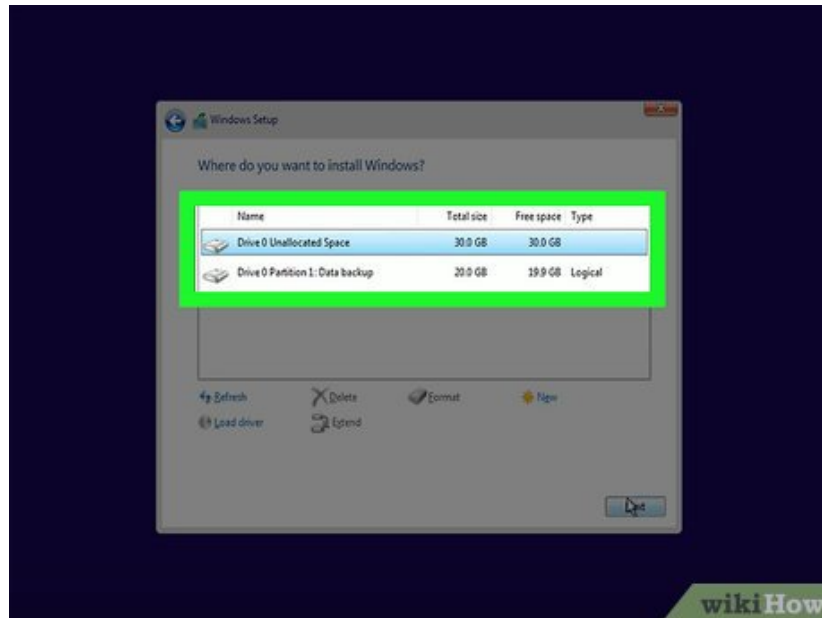 Windows Setup
Where do you want to install Windows?
Name Total size Free space Type
Drive 0 Unallocated Space 30.0 GB 30.0 GB
Drive 0 Partition 1: Data backup 20.0 GB 19.9 GB Logical
Refresh Delete Format New
Load driver Extend
wikiHow